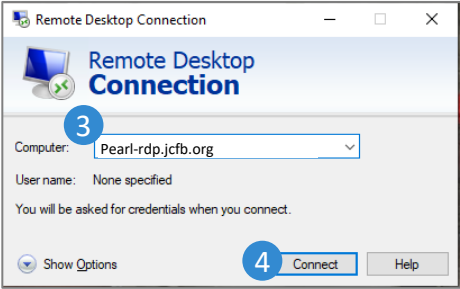 Remote Desktop Connection
Remote Desktop
Connection
3
Computer: Pearl-rdp.jcfb.org
User name: None specified
You will be asked for credentials when you connect.
Show Options
4
Connect
Help